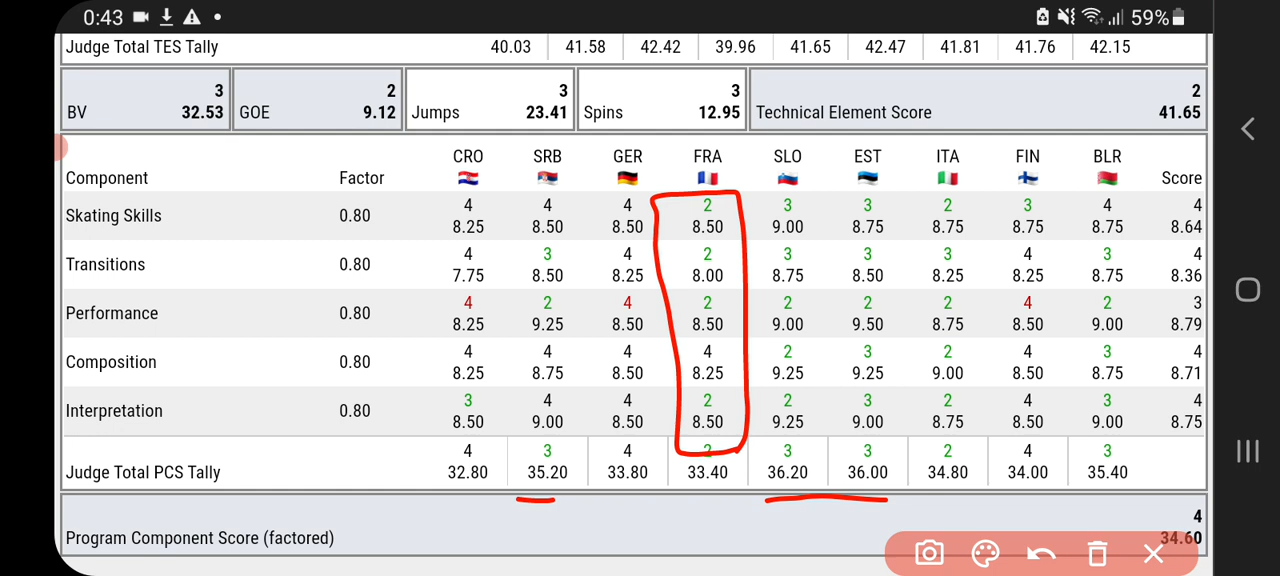 0:43 59%
Judge Total TES Tally 40.03 41.58 42.42 39.96 41.65 42.47 41.81 41.76 42.15
3 2 3 3 2
BV 32.53 GOE 9.12 Jumps 23.41 Spins 12.95 Technical Element Score 41.65
CRO SRB GER FRA SLO EST ITA FIN BLR
Component Factor Score
4 4 4 2 3 3 2 3 4 4
Skating Skills 0.80 8.25 8.50 8.50 8.50 9.00 8.75 8.75 8.75 8.75 8.64
4 3 4 2 3 3 3 4 3 4
Transitions 0.80 7.75 8.50 8.25 8.00 8.75 8.50 8.25 8.25 8.75 8.36
4 2 4 2 2 2 2 4 2 3
Performance 0.80 8.25 9.25 8.50 8.50 9.00 9.50 8.75 8.50 9.00 8.79
4 4 4 4 2 3 2 4 3 4
Composition 0.80 8.25 8.75 8.50 8.25 9.25 9.25 9.00 8.50 8.75 8.71
3 4 4 2 2 3 2 4 3 4
Interpretation 0.80 8.50 9.00 8.50 8.50 9.25 9.00 8.75 8.50 9.00 8.75
4 3 4 2 3 3 2 4 3
Judge Total PCS Tally 32.80 35.20 33.80 33.40 36.20 36.00 34.80 34.00 35.40
4
Program Component Score (factored) 34.60